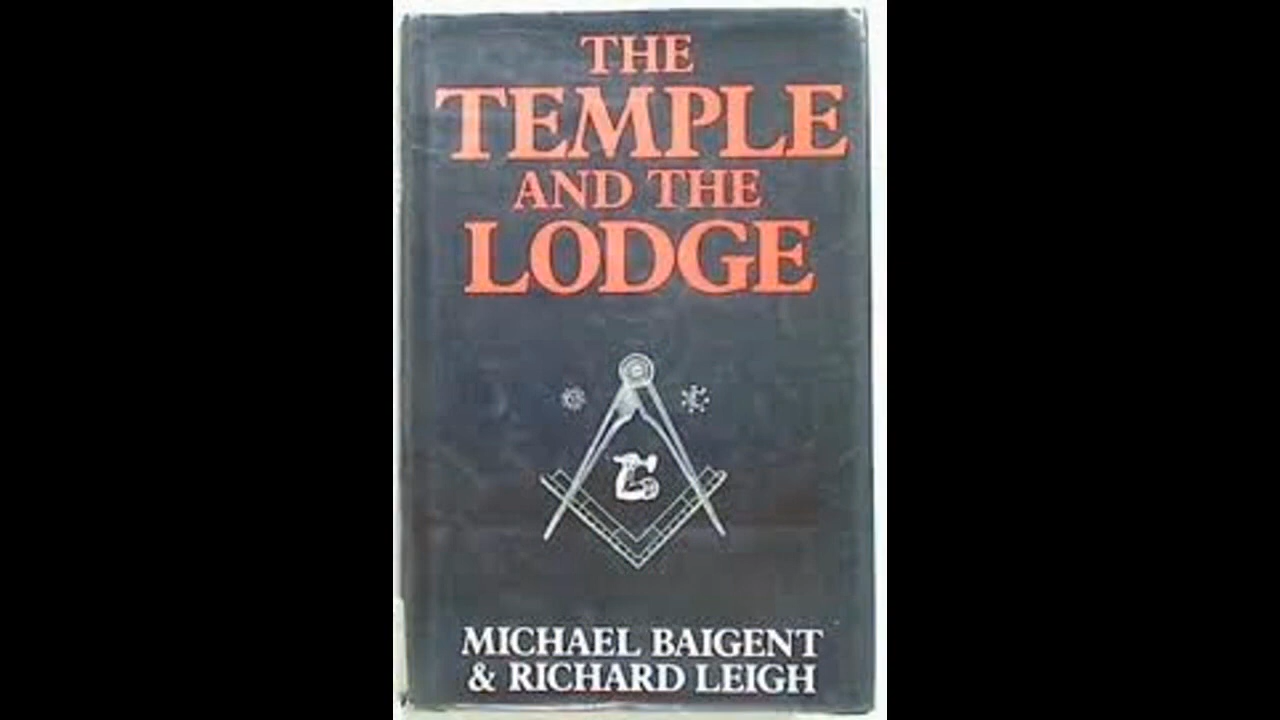 THE
TEMPLE
AND THE
LODGE
G
MICHAEL BAIGENT
& RICHARD LEIGH